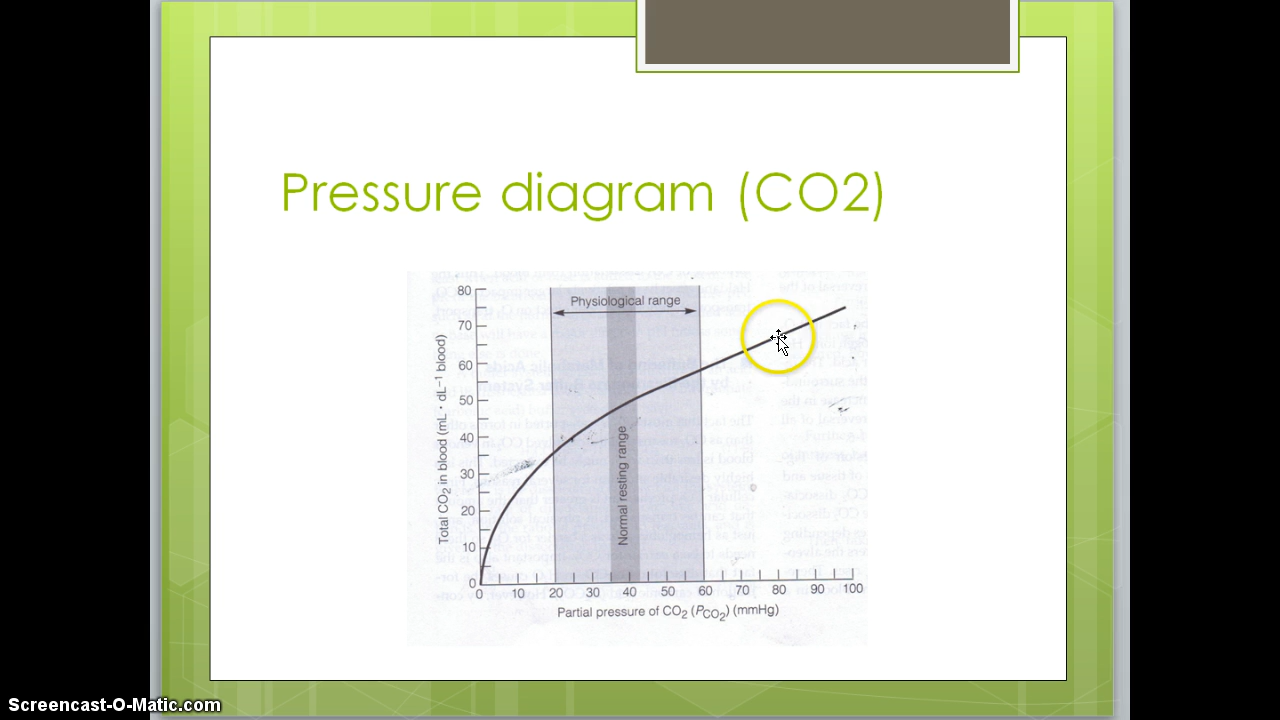 Pressure diagram (CO2)
Physiological range
80
70
60
50
40
30
20
10
0
Total CO2 in blood (mL · dL−1 blood)
Normal resting range
0 10 20 30 40 50 60 70 80 90 100
Partial pressure of CO2 (PCO2) (mmHg)
Screencast-O-Matic.com